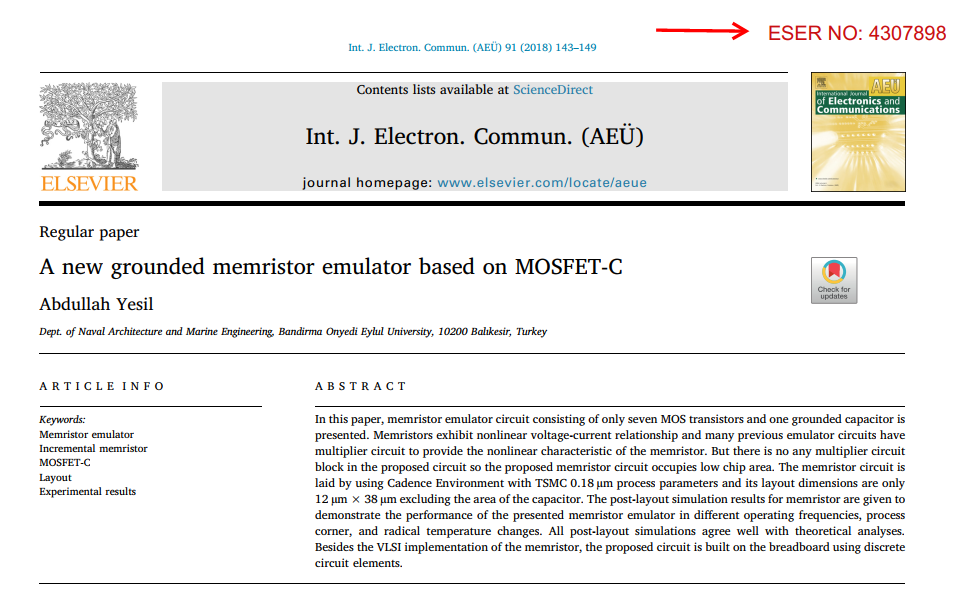 ESER NO: 4307898
Int. J. Electron. Commun. (AEÜ) 91 (2018) 143–149
Contents lists available at ScienceDirect
Int. J. Electron. Commun. (AEÜ)
journal homepage: www.elsevier.com/locate/aeue
ELSEVIER
AEU
International Journal
of Electronics and
Communications
Regular paper
A new grounded memristor emulator based on MOSFET-C
Check for
updates
Abdullah Yesil
Dept. of Naval Architecture and Marine Engineering, Bandirma Onyedi Eylul University, 10200 Balıkesir, Turkey
ARTICLE INFO
Keywords:
Memristor emulator
Incremental memristor
MOSFET-C
Layout
Experimental results
ABSTRACT
In this paper, memristor emulator circuit consisting of only seven MOS transistors and one grounded capacitor is
presented. Memristors exhibit nonlinear voltage-current relationship and many previous emulator circuits have
multiplier circuit to provide the nonlinear characteristic of the memristor. But there is no any multiplier circuit
block in the proposed circuit so the proposed memristor circuit occupies low chip area. The memristor circuit is
laid by using Cadence Environment with TSMC 0.18 µm process parameters and its layout dimensions are only
12 µm × 38 µm excluding the area of the capacitor. The post-layout simulation results for memristor are given to
demonstrate the performance of the presented memristor emulator in different operating frequencies, process
corner, and radical temperature changes. All post-layout simulations agree well with theoretical analyses.
Besides the VLSI implementation of the memristor, the proposed circuit is built on the breadboard using discrete
circuit elements.